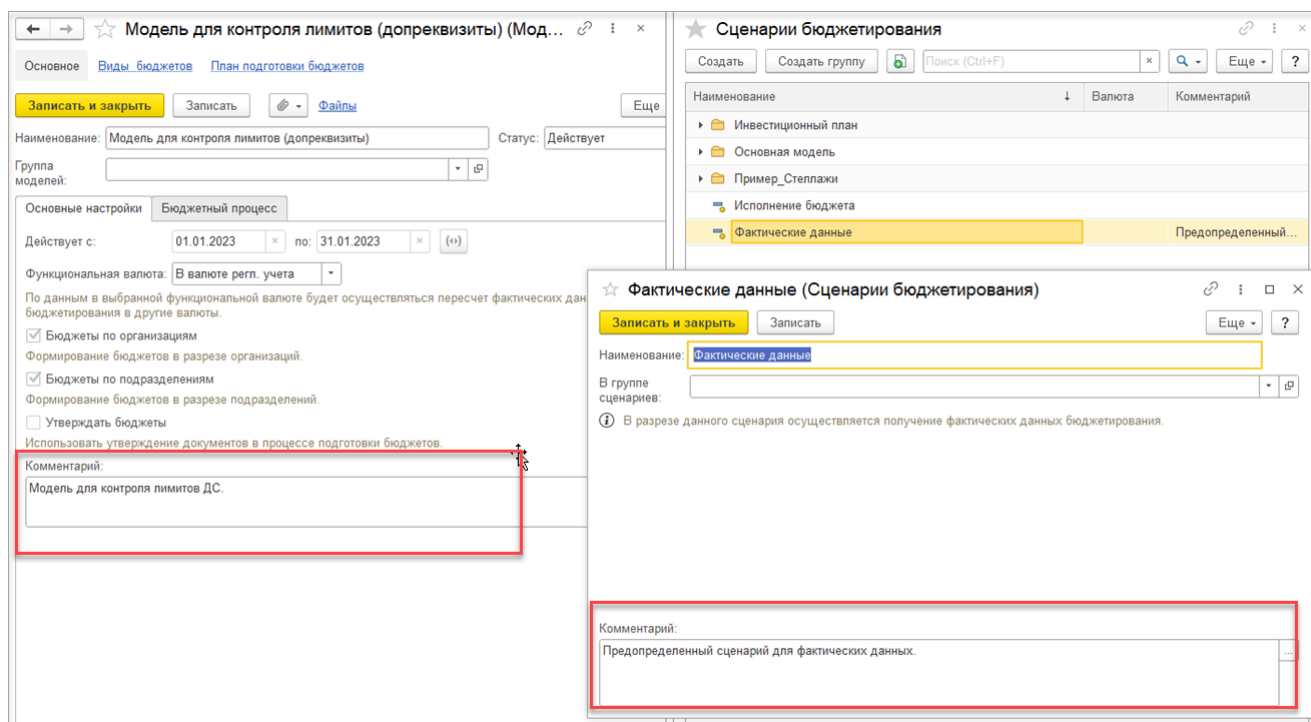 Модель для контроля лимитов (допреквизиты) (Мод...
Основное Виды бюджетов План подготовки бюджетов
Записать и закрыть Записать Файлы Еще
Наименование: Модель для контроля лимитов (допреквизиты) Статус: Действует
Группа
моделей:
Основные настройки Бюджетный процесс
Действует с: 01.01.2023 × по: 31.01.2023 ×
Функциональная валюта: В валюте регл. учета
По данным в выбранной функциональной валюте будет осуществляться пересчет фактических дан
бюджетирования в другие валюты.
Бюджеты по организациям
Формирование бюджетов в разрезе организаций.
Бюджеты по подразделениям
Формирование бюджетов в разрезе подразделений.
Утверждать бюджеты
Использовать утверждение документов в процессе подготовки бюджетов.
Комментарий:
Модель для контроля лимитов ДС.
Сценарии бюджетирования
Создать Создать группу Поиск (Ctrl+F) × Еще ?
Наименование ↓ Валюта Комментарий
Инвестиционный план
Основная модель
Пример_Стеллажи
Исполнение бюджета
Фактические данные Предопределенный...
Фактические данные (Сценарии бюджетирования)
Записать и закрыть Записать Еще ?
Наименование: Фактические данные
В группе
сценариев:
В разрезе данного сценария осуществляется получение фактических данных бюджетирования.
Комментарий:
Предопределенный сценарий для фактических данных.
...